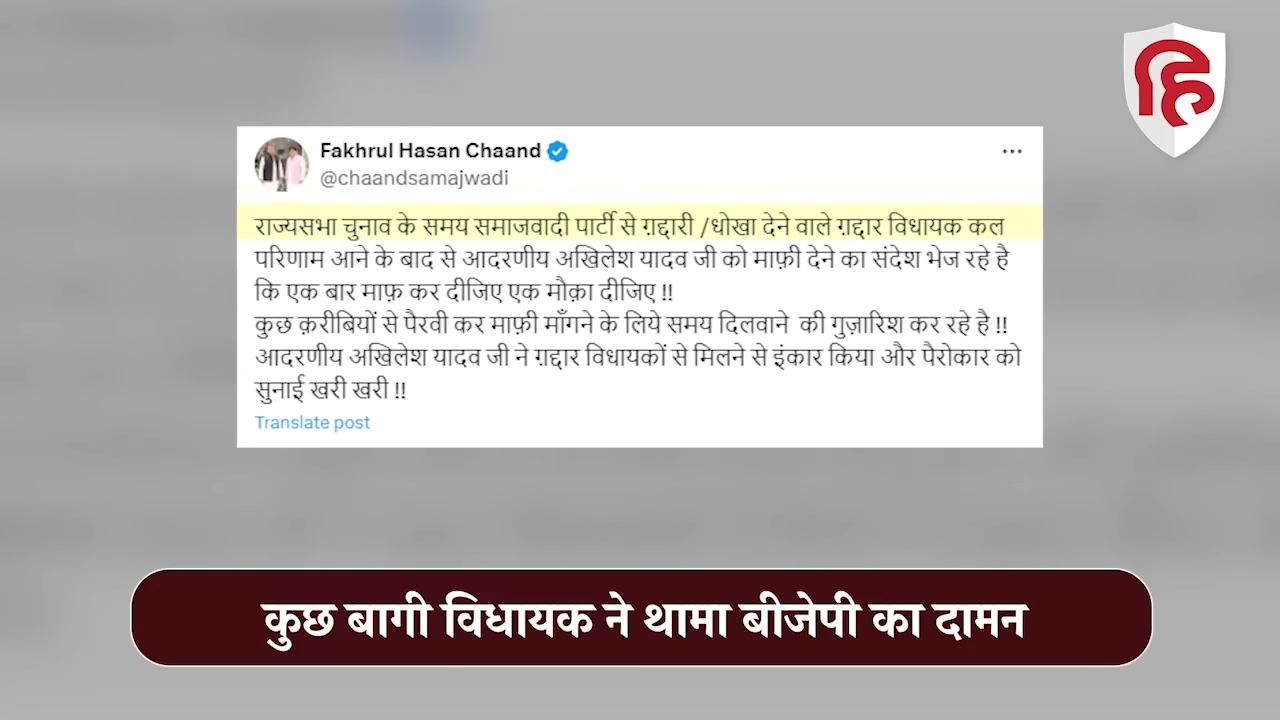 हि
Fakhrul Hasan Chaand
@chaandsamajwadi
राज्यसभा चुनाव के समय समाजवादी पार्टी से ग़द्दारी /धोखा देने वाले ग़द्दार विधायक कल
परिणाम आने के बाद से आदरणीय अखिलेश यादव जी को माफ़ी देने का संदेश भेज रहे है
कि एक बार माफ़ कर दीजिए एक मौक़ा दीजिए !!
कुछ क़रीबियों से पैरवी कर माफ़ी माँगने के लिये समय दिलवाने की गुज़ारिश कर रहे है !!
आदरणीय अखिलेश यादव जी ने ग़द्दार विधायकों से मिलने से इंकार किया और पैरोकार को
सुनाई खरी खरी !!
Translate post
कुछ बागी विधायक ने थामा बीजेपी का दामन